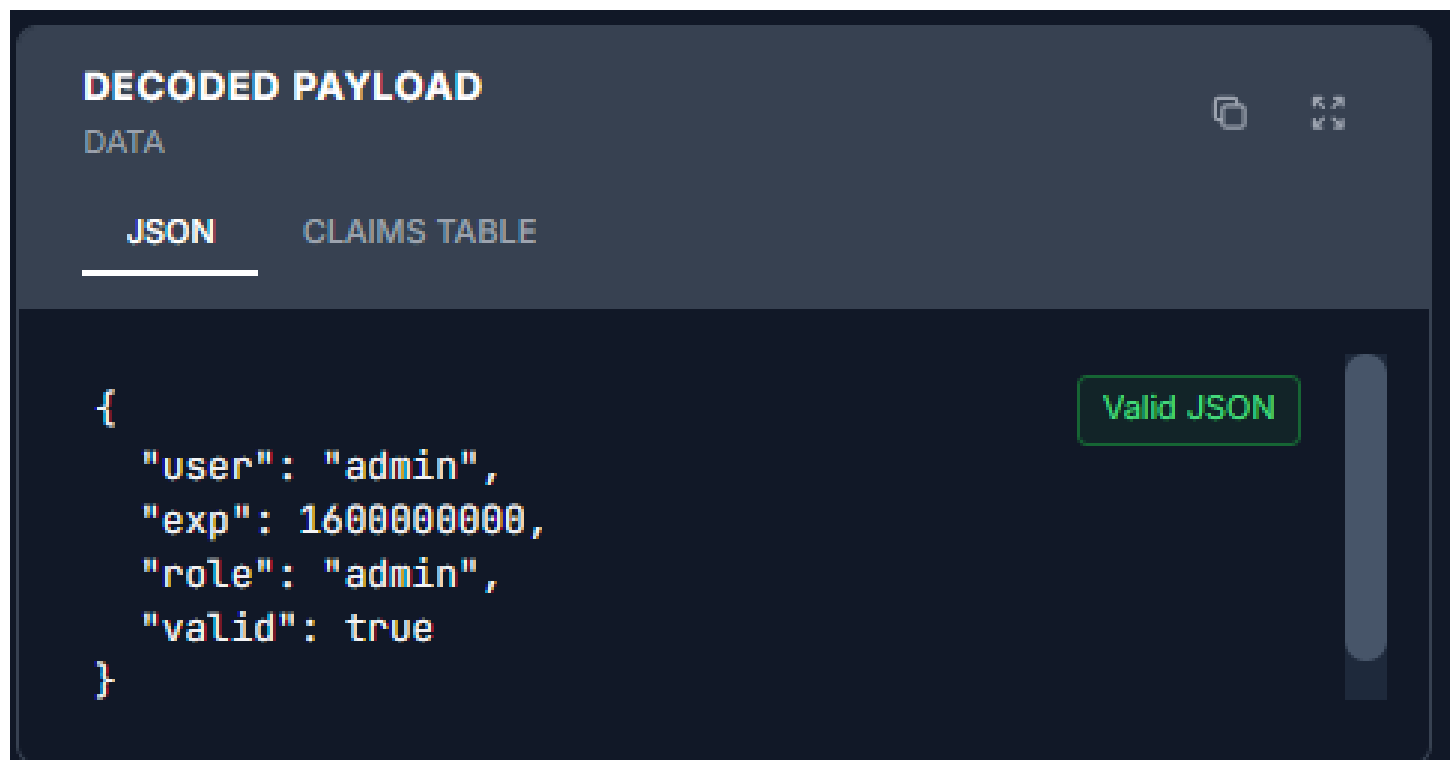 DECODED PAYLOAD
DATA
JSON CLAIMS TABLE
Valid JSON
{
"user": "admin",
"exp": 1600000000,
"role": "admin",
"valid": true
}